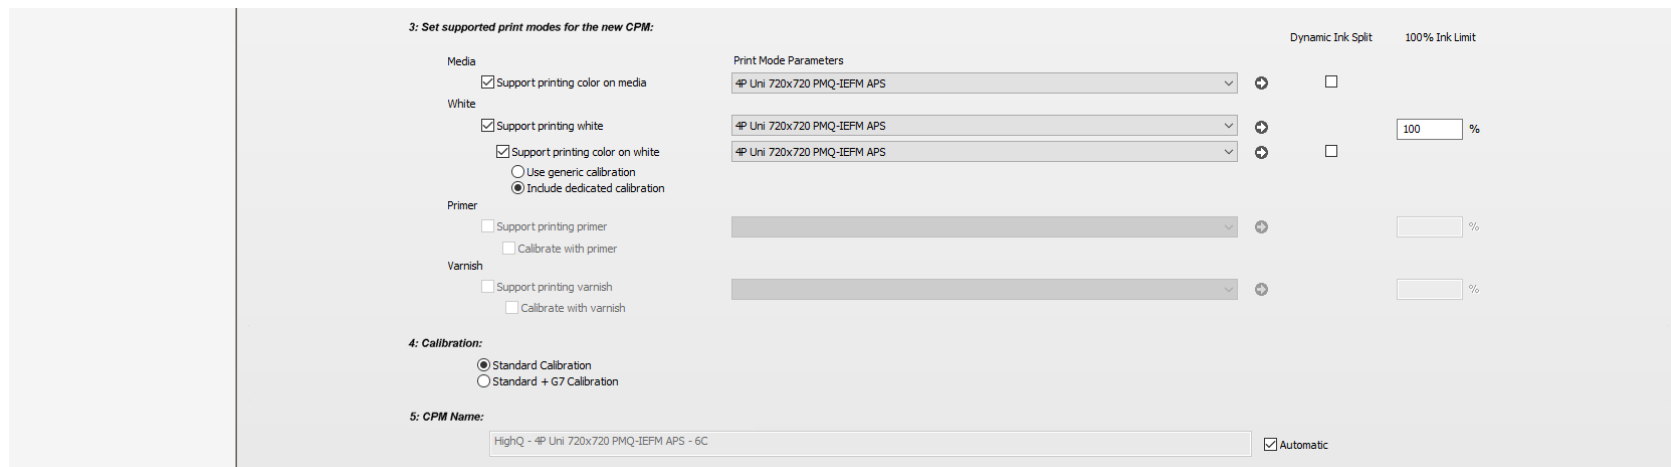 3: Set supported print modes for the new CPM:
Dynamic Ink Split 100% Ink Limit
Media Print Mode Parameters
Support printing color on media 4P Uni 720x720 PMQ-IEFM APS
White
Support printing white 4P Uni 720x720 PMQ-IEFM APS 100 %
Support printing color on white 4P Uni 720x720 PMQ-IEFM APS
Use generic calibration
Include dedicated calibration
Primer
Support printing primer %
Calibrate with primer
Varnish
Support printing varnish %
Calibrate with varnish
4: Calibration:
Standard Calibration
Standard + G7 Calibration
5: CPM Name:
HighQ - 4P Uni 720x720 PMQ-IEFM APS - 6C Automatic